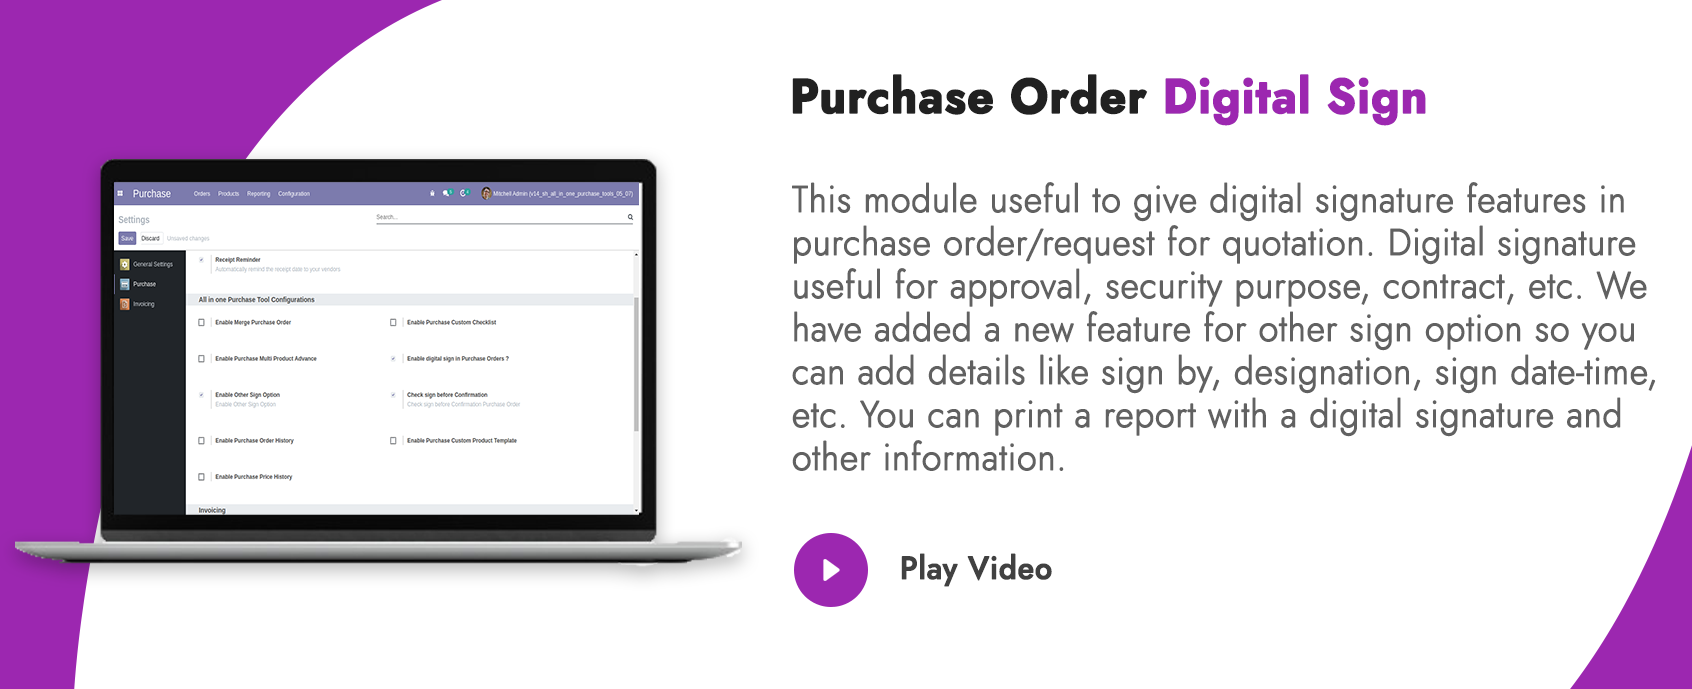 Purchase Order Digital Sign
This module useful to give digital signature features in
purchase order/request for quotation. Digital signature
useful for approval, security purpose, contract, etc. We
have added a new feature for other sign option so you
can add details like sign by, designation, sign date-time,
etc. You can print a report with a digital signature and
other information.
Play Video
Purchase Orders Products Reporting Configuration Mitchell Admin (v14_sh_all_in_one_purchase_tools_05_07)
Settings
Search...
Save Discard Unsaved changes
General Settings
Purchase
Invoicing
Receipt Reminder
Automatically remind the receipt date to your vendors
All in one Purchase Tool Configurations
Enable Merge Purchase Order
Enable Purchase Custom Checklist
Enable Purchase Multi Product Advance
Enable digital sign in Purchase Orders ?
Enable Other Sign Option
Enable Other Sign Option
Check sign before Confirmation
Check sign before Confirmation Purchase Order
Enable Purchase Order History
Enable Purchase Custom Product Template
Enable Purchase Price History
Invoicing